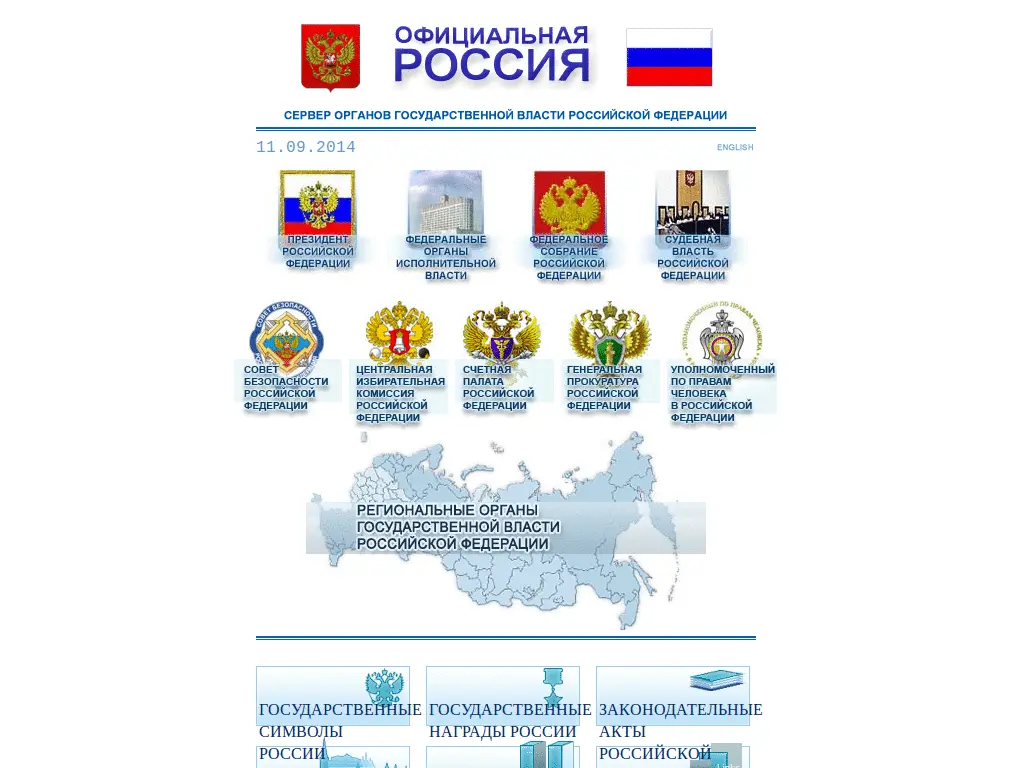 ОФИЦИАЛЬНАЯ
РОССИЯ
СЕРВЕР ОРГАНОВ ГОСУДАРСТВЕННОЙ ВЛАСТИ РОССИЙСКОЙ ФЕДЕРАЦИИ
11.09.2014
ENGLISH
ПРЕЗИДЕНТ
РОССИЙСКОЙ
ФЕДЕРАЦИИ
ФЕДЕРАЛЬНЫЕ
ОРГАНЫ
ИСПОЛНИТЕЛЬНОЙ
ВЛАСТИ
ФЕДЕРАЛЬНОЕ
СОБРАНИЕ
РОССИЙСКОЙ
ФЕДЕРАЦИИ
СУДЕБНАЯ
ВЛАСТЬ
РОССИЙСКОЙ
ФЕДЕРАЦИИ
СОВЕТ БЕЗОПАСНОСТИ
СОВЕТ
БЕЗОПАСНОСТИ
РОССИЙСКОЙ
ФЕДЕРАЦИИ
ЦЕНТРАЛЬНАЯ
ИЗБИРАТЕЛЬНАЯ
КОМИССИЯ
РОССИЙСКОЙ
ФЕДЕРАЦИИ
СЧЕТНАЯ
ПАЛАТА
РОССИЙСКОЙ
ФЕДЕРАЦИИ
ГЕНЕРАЛЬНАЯ
ПРОКУРАТУРА
РОССИЙСКОЙ
ФЕДЕРАЦИИ
УПОЛНОМОЧЕННЫЙ
ПО ПРАВАМ
ЧЕЛОВЕКА
В РОССИЙСКОЙ
ФЕДЕРАЦИИ
РЕГИОНАЛЬНЫЕ ОРГАНЫ
ГОСУДАРСТВЕННОЙ ВЛАСТИ
РОССИЙСКОЙ ФЕДЕРАЦИИ
ГОСУДАРСТВЕННЫЕ
СИМВОЛЫ
РОССИИ
ГОСУДАРСТВЕННЫЕ
НАГРАДЫ РОССИИ
ЗАКОНОДАТЕЛЬНЫЕ
АКТЫ
РОССИЙСКОЙ
Links